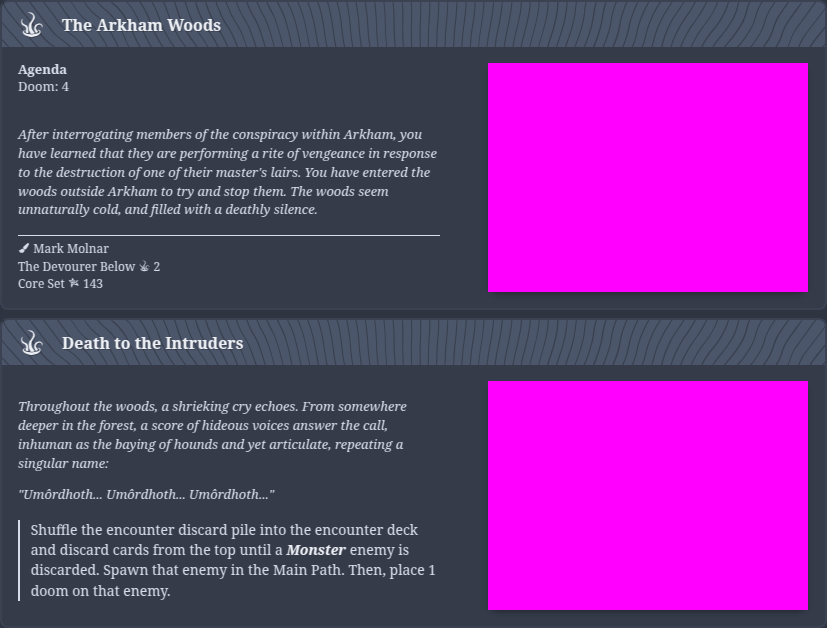 The Arkham Woods
Agenda
Doom: 4
After interrogating members of the conspiracy within Arkham, you
have learned that they are performing a rite of vengeance in response
to the destruction of one of their master's lairs. You have entered the
woods outside Arkham to try and stop them. The woods seem
unnaturally cold, and filled with a deathly silence.
Mark Molnar
The Devourer Below 2
Core Set 143
Death to the Intruders
Throughout the woods, a shrieking cry echoes. From somewhere
deeper in the forest, a score of hideous voices answer the call,
inhuman as the baying of hounds and yet articulate, repeating a
singular name:
"Umôrdhoth... Umôrdhoth... Umôrdhoth..."
Shuffle the encounter discard pile into the encounter deck
and discard cards from the top until a Monster enemy is
discarded. Spawn that enemy in the Main Path. Then, place 1
doom on that enemy.